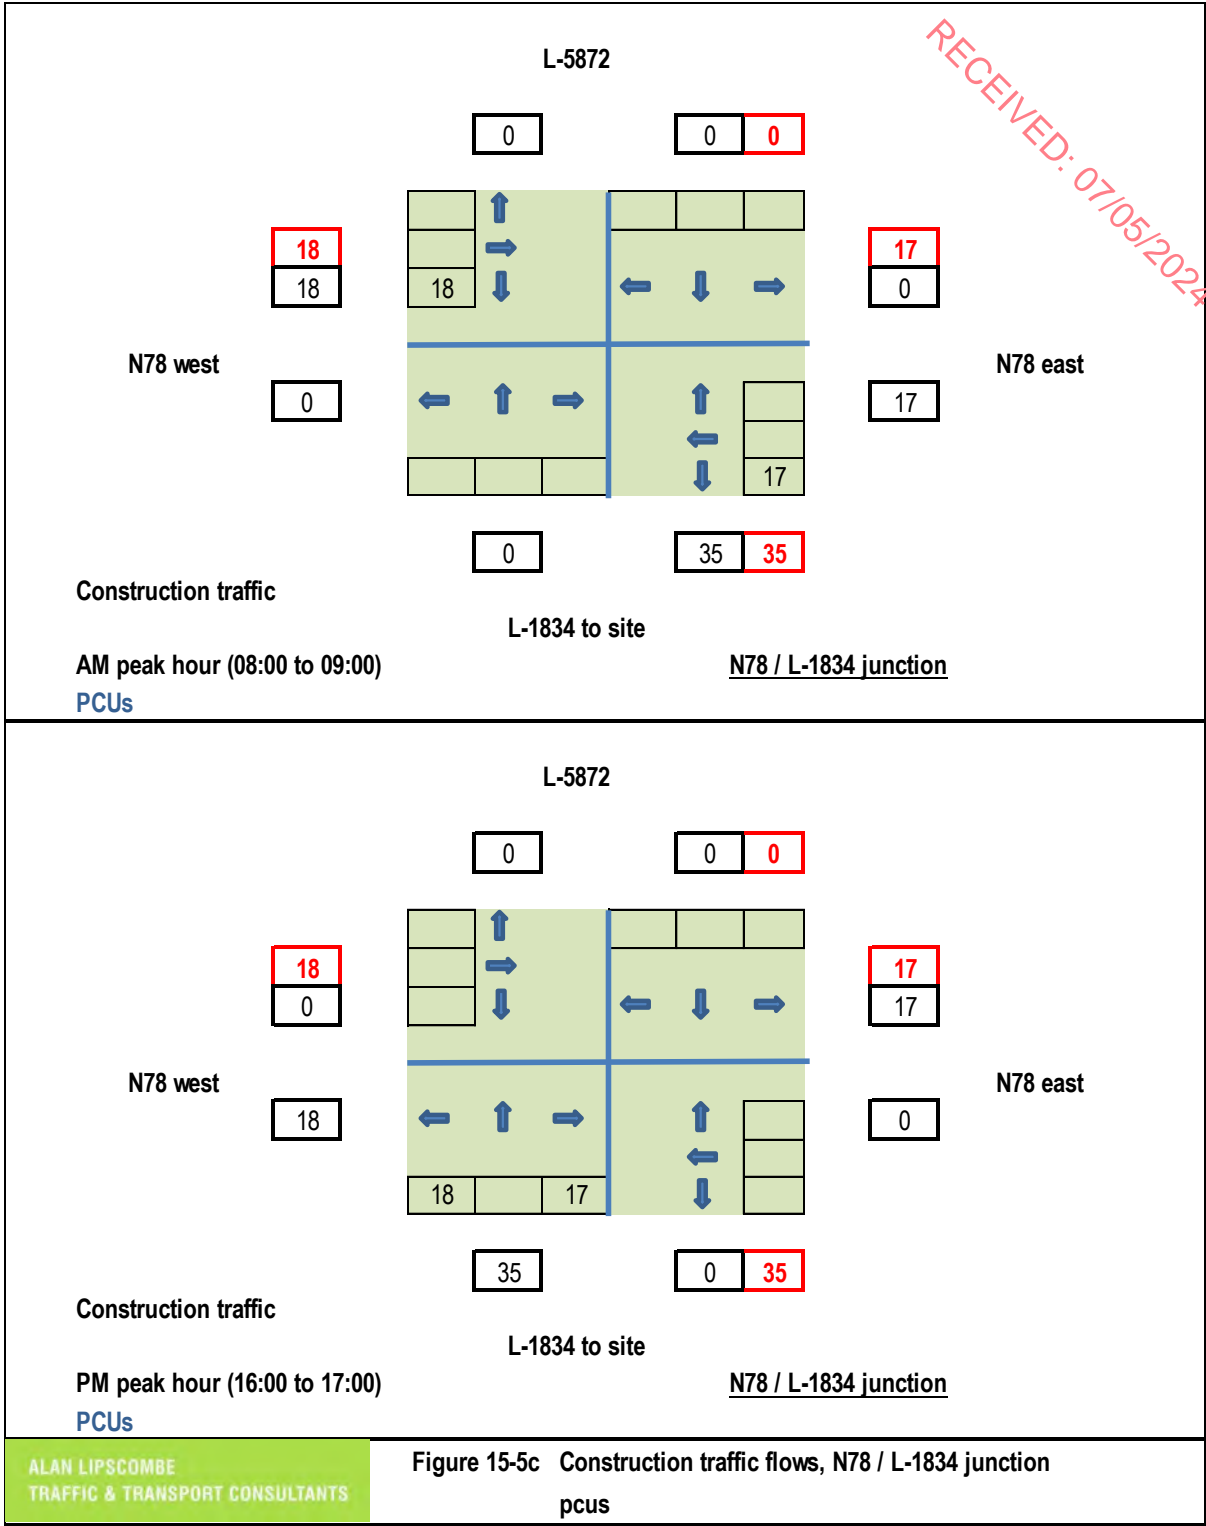 RECEIVED: 07/05/2024
L-5872
0 0 0
18 17
18 18 0
N78 west N78 east
0 17
17
0 35 35
Construction traffic
L-1834 to site
AM peak hour (08:00 to 09:00) N78 / L-1834 junction
PCUs
L-5872
0 0 0
18 17
0 17
N78 west N78 east
18 0
18 17
35 0 35
Construction traffic
L-1834 to site
PM peak hour (16:00 to 17:00) N78 / L-1834 junction
PCUs
ALAN LIPSCOMBE
TRAFFIC & TRANSPORT CONSULTANTS
Figure 15-5c Construction traffic flows, N78 / L-1834 junction
pcus